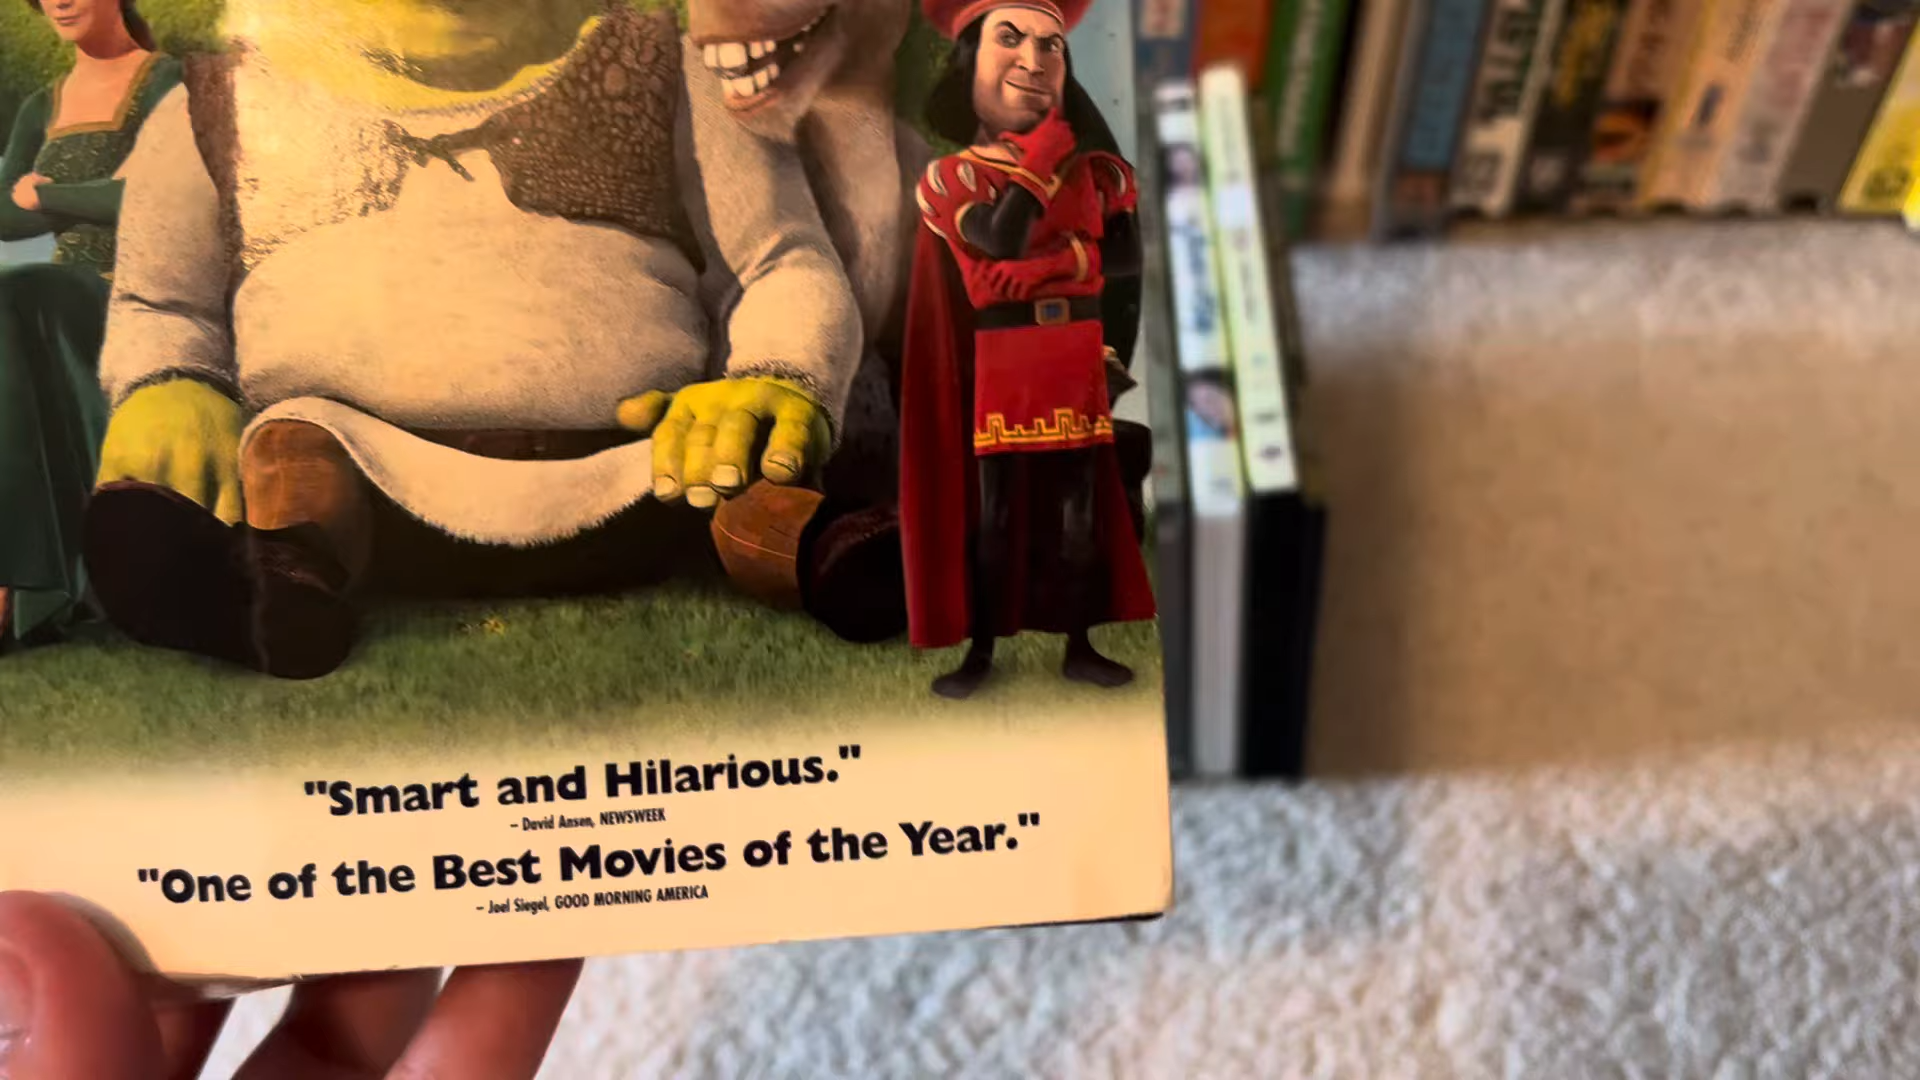 "Smart and Hilarious."
– David Ansen, NEWSWEEK
"One of the Best Movies of the Year."
– Joel Siegel, GOOD MORNING AMERICA